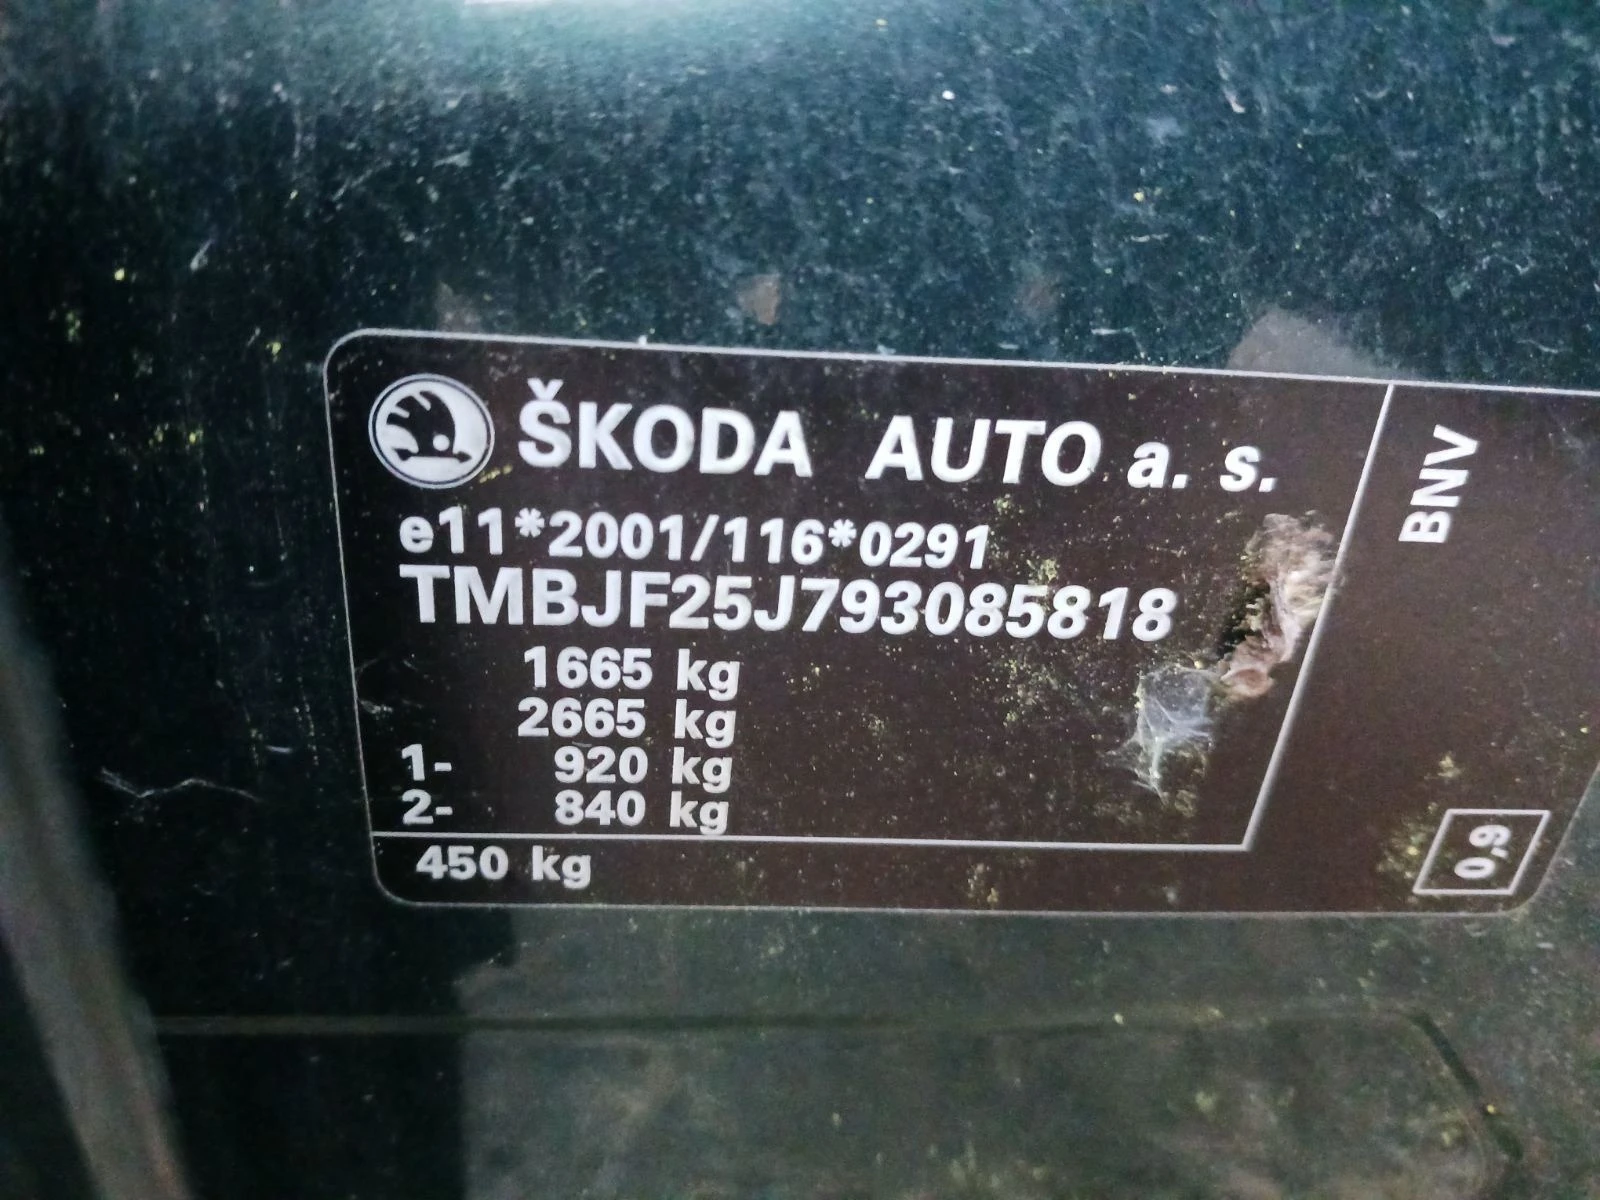 ŠKODA AUTO a. s.
e11*2001/116*0291
TMBJF25J793085818
1665 kg
2665 kg
1- 920 kg
2- 840 kg
450 kg
BNV
0,9